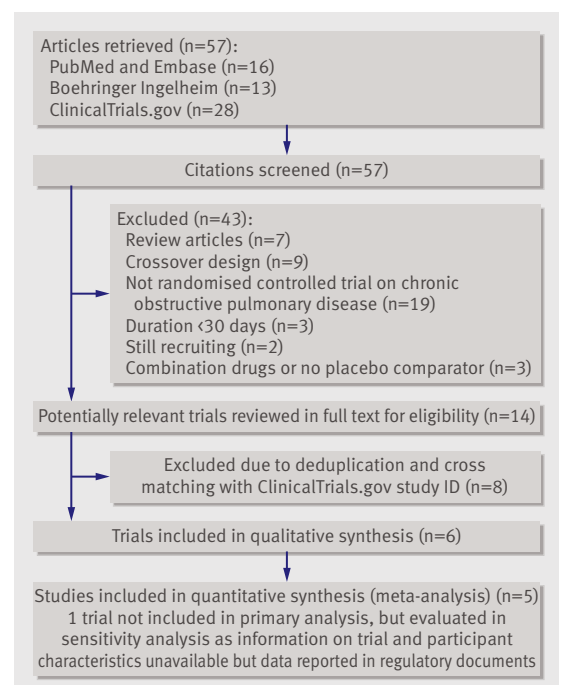 Articles retrieved (n=57):
PubMed and Embase (n=16)
Boehringer Ingelheim (n=13)
ClinicalTrials.gov (n=28)
Citations screened (n=57)
Excluded (n=43):
Review articles (n=7)
Crossover design (n=9)
Not randomised controlled trial on chronic
obstructive pulmonary disease (n=19)
Duration <30 days (n=3)
Still recruiting (n=2)
Combination drugs or no placebo comparator (n=3)
Potentially relevant trials reviewed in full text for eligibility (n=14)
Excluded due to deduplication and cross
matching with ClinicalTrials.gov study ID (n=8)
Trials included in qualitative synthesis (n=6)
Studies included in quantitative synthesis (meta-analysis) (n=5)
1 trial not included in primary analysis, but evaluated in
sensitivity analysis as information on trial and participant
characteristics unavailable but data reported in regulatory documents